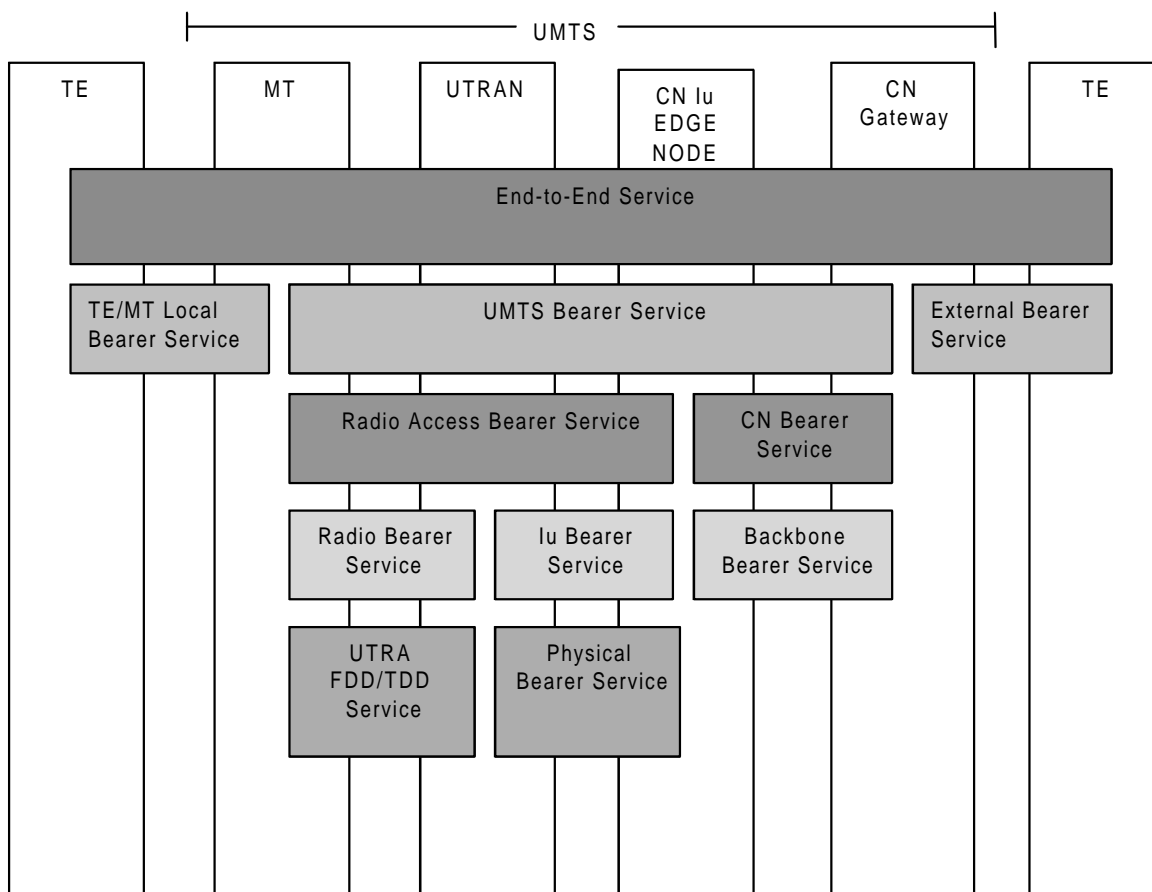 UMTS
TE
MT
UTRAN
CN Iu
EDGE
NODE
CN
Gateway
TE
End-to-End Service
TE/MT Local
Bearer Service
UMTS Bearer Service
External Bearer
Service
Radio Access Bearer Service
CN Bearer
Service
Radio Bearer
Service
Iu Bearer
Service
Backbone
Bearer Service
UTRA
FDD/TDD
Service
Physical
Bearer Service